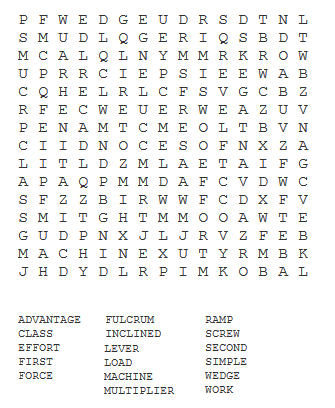 P F W E D G E U D R S D T N L
S M U D L Q G E R I Q S B D T
M C A L Q L N Y M M R K R O W
U P R R C I E P S I E E W A B
C Q H E L R L C F S V G C B Z
R F E C W E U E R W E A Z U V
P E N A M T C M E O L T B V N
C I I D N O C E S O F N X Z A
L I T L D Z M L A E T A I F G
A P A Q P M M D A F C V D W C
S F Z Z B I R W W F C D X F V
S M I T G H T M M O O A W T E
G U D P N X J L J R V Z F E B
M A C H I N E X U T Y R M B K
J H D Y D L R P I M K O B A L
ADVANTAGE FULCRUM RAMP
CLASS INCLINED SCREW
EFFORT LEVER SECOND
FIRST LOAD SIMPLE
FORCE MACHINE WEDGE
MULTIPLIER WORK